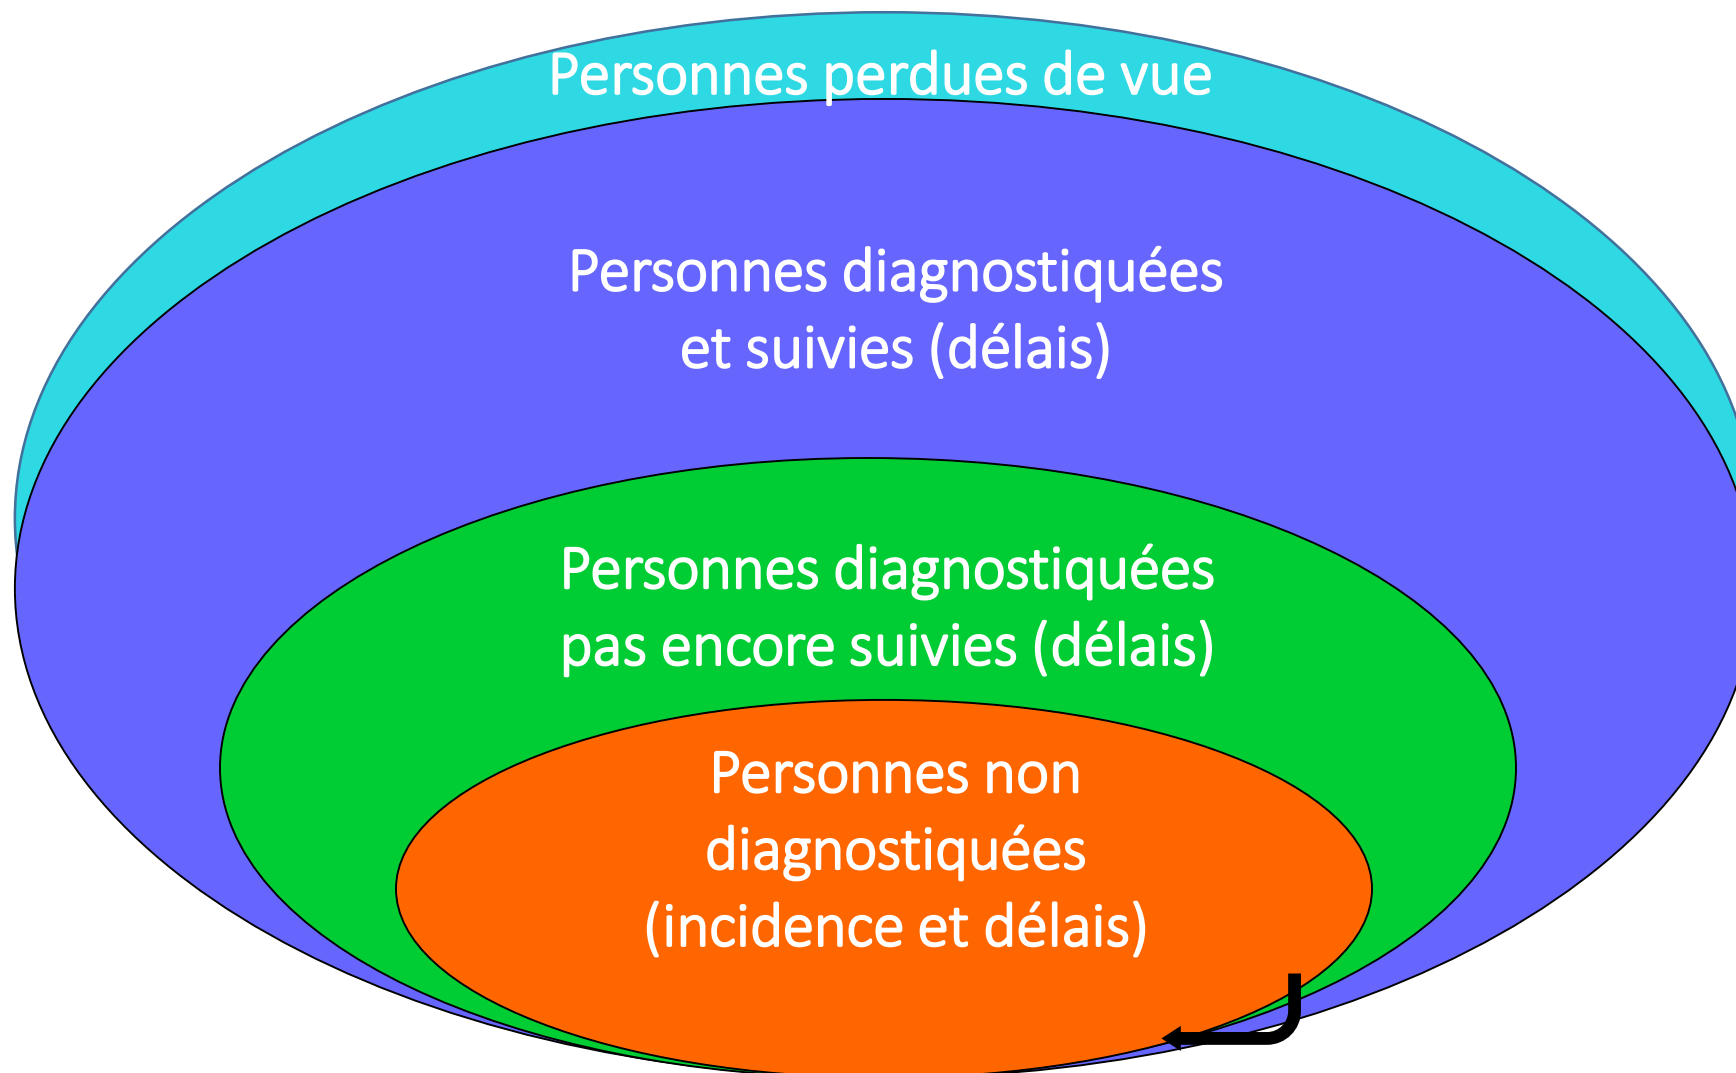 Personnes perdues de vue
Personnes diagnostiquées
et suivies (délais)
Personnes diagnostiquées
pas encore suivies (délais)
Personnes non
diagnostiquées
(incidence et délais)